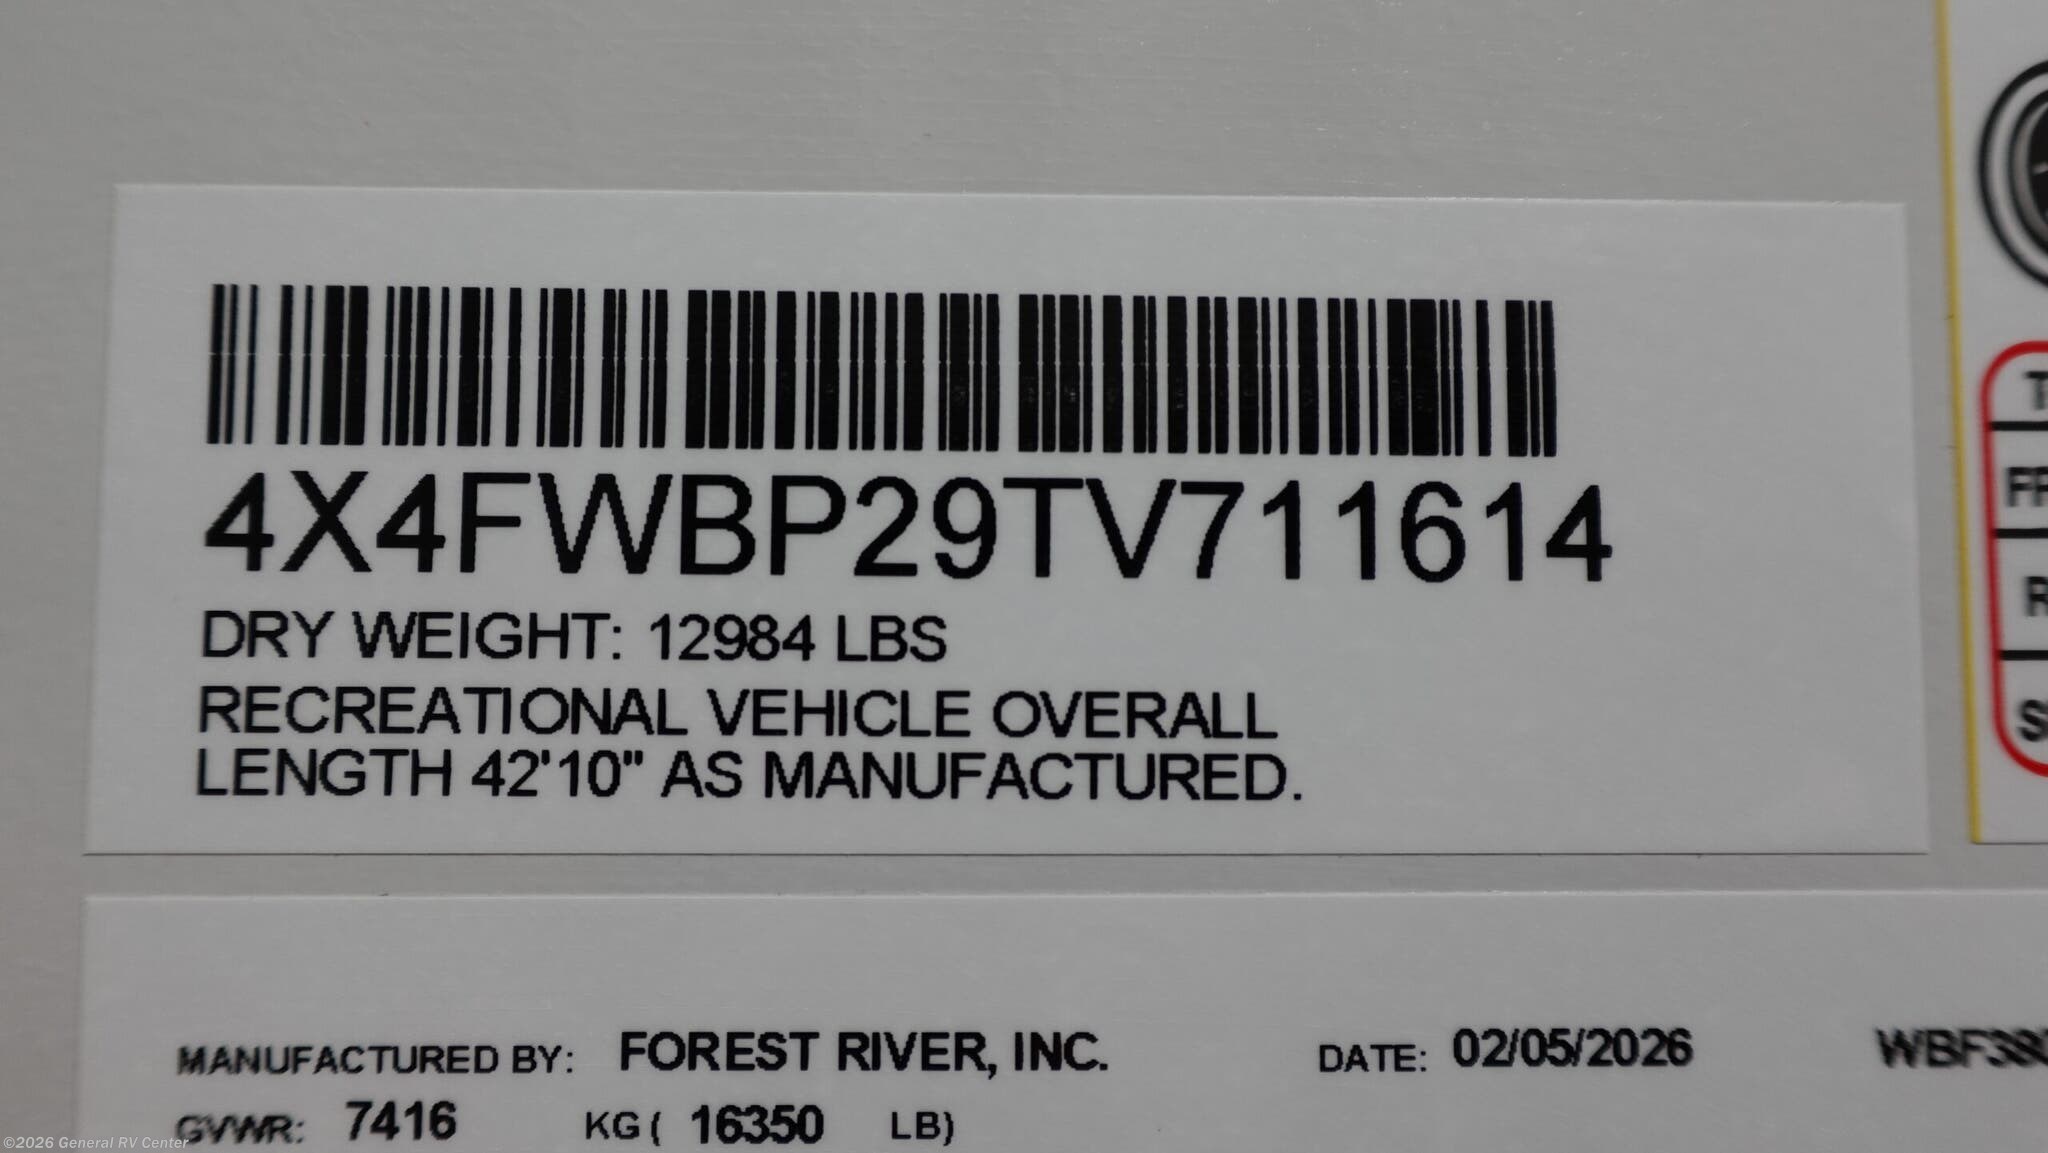 4X4FWBP29TV711614
DRY WEIGHT: 12984 LBS
RECREATIONAL VEHICLE OVERALL
LENGTH 42'10" AS MANUFACTURED.
MANUFACTURED BY: FOREST RIVER, INC. DATE: 02/05/2026
GVWR: 7416 KG ( 16350 LB)
©2026 General RV Center